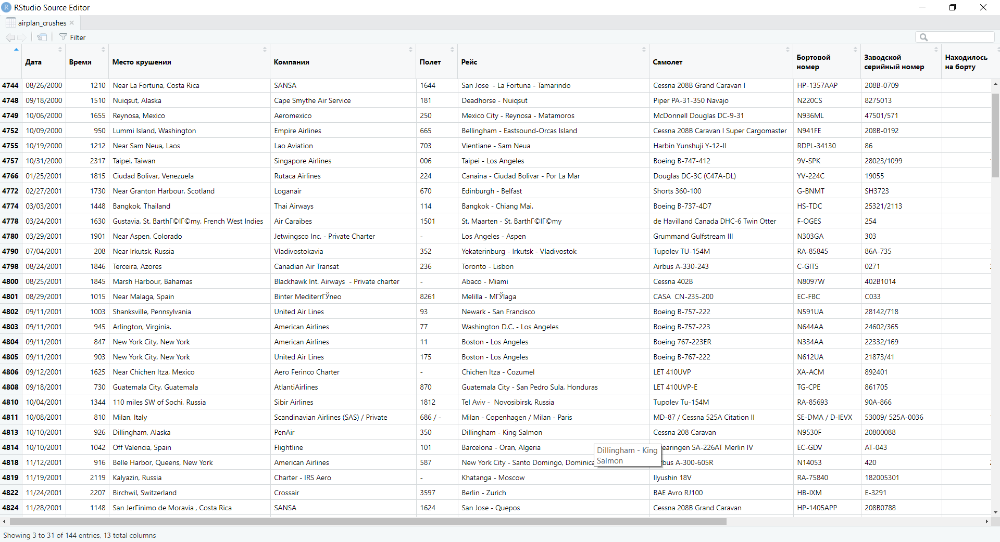 RStudio Source Editor
airplan_crushes
Filter
Дата Время Место крушения Компания Полет Рейс Самолет Бортовой номер Заводской серийный номер Находилось на борту
4744 08/26/2000 1210 Near La Fortuna, Costa Rica SANSA 1644 San Jose - La Fortuna - Tamarindo Cessna 208B Grand Caravan I HP-1357AAP 208B-0709
4748 09/18/2000 1510 Nuiqsut, Alaska Cape Smythe Air Service 181 Deadhorse - Nuiqsut Piper PA-31-350 Navajo N220CS 8275013
4749 10/06/2000 1655 Reynosa, Mexico Aeromexico 250 Mexico City - Reynosa - Matamoros McDonnell Douglas DC-9-31 N936ML 47501/571
4752 10/09/2000 950 Lummi Island, Washington Empire Airlines 665 Bellingham - Eastsound-Orcas Island Cessna 208B Caravan I Super Cargomaster N941FE 208B-0192
4755 10/19/2000 1212 Near Sam Neua, Laos Lao Aviation 703 Vientiane - Sam Neua Harbin Yunshuji Y-12-II RDPL-34130 86
4757 10/31/2000 2317 Taipei, Taiwan Singapore Airlines 006 Taipei - Los Angeles Boeing B-747-412 9V-SPK 28023/1099
4766 01/25/2001 1815 Ciudad Bolivar, Venezuela Rutaca Airlines 224 Canaina - Ciudad Bolivar - Por La Mar Douglas DC-3C (C47A-DL) YV-224C 19055
4772 02/27/2001 1730 Near Granton Harbour, Scotland Loganair 670 Edinburgh - Belfast Shorts 360-100 G-BNMT SH3723
4774 03/03/2001 1448 Bangkok, Thailand Thai Airways 114 Bangkok - Chiang Mai. Boeing B-737-4D7 HS-TDC 25321/2113
4778 03/24/2001 1630 Gustavia, St. BarthГ©lГ©my, French West Indies Air Caraibes 1501 St. Maarten - St. BarthГ©lГ©my de Havilland Canada DHC-6 Twin Otter F-OGES 254
4780 03/29/2001 1901 Near Aspen, Colorado Jetwingsco Inc. - Private Charter - Los Angeles - Aspen Grummand Gulfstream III N303GA 303
4790 07/04/2001 208 Near Irkutsk, Russia Vladivostokavia 352 Yekaterinburg - Irkutsk - Vladivostok Tupolev TU-154M RA-85845 86A-735
4798 08/24/2001 1846 Terceira, Azores Canadian Air Transat 236 Toronto - Lisbon Airbus A-330-243 C-GITS 0271
4800 08/25/2001 1845 Marsh Harbour, Bahamas Blackhawk Int. Airways - Private charter - Abaco - Miami Cessna 402B N8097W 402B1014
4801 08/29/2001 1015 Near Malaga, Spain Binter MediterrГЎneo 8261 Melilla - MГЎlaga CASA CN-235-200 EC-FBC C033
4802 09/11/2001 1003 Shanksville, Pennsylvania United Air Lines 93 Newark - San Francisco Boeing B-757-222 N591UA 28142/718
4803 09/11/2001 945 Arlington, Virginia. American Airlines 77 Washington D.C. - Los Angeles Boeing B-757-223 N644AA 24602/365
4804 09/11/2001 847 New York City, New York American Airlines 11 Boston - Los Angeles Boeing 767-223ER N334AA 22332/169
4805 09/11/2001 903 New York City, New York United Air Lines 175 Boston - Los Angeles Boeing B-767-222 N612UA 21873/41
4806 09/12/2001 1625 Near Chichen Itza, Mexico Aero Ferinco Charter - Chichen Itza - Cozumel LET 410UVP XA-ACM 892401
4808 09/18/2001 730 Guatemala City, Guatemala AtlantiAirlines 870 Guatemala City - San Pedro Sula, Honduras LET 410UVP-E TG-CPE 861705
4810 10/04/2001 1344 110 miles SW of Sochi, Russia Sibir Airlines 1812 Tel Aviv - Novosibirsk, Russia Tupolev Tu-154M RA-85693 90A-866
4811 10/08/2001 810 Milan, Italy Scandinavian Airlines (SAS) / Private 686 / - Milan - Copenhagen / Milan - Paris MD-87 / Cessna 525A Citation II SE-DMA / D-IEVX 53009/ 525A-0036
4813 10/10/2001 926 Dillingham, Alaska PenAir 350 Dillingham - King Salmon Cessna 208 Caravan N9530F 20800088
4814 10/10/2001 1042 Off Valencia, Spain Flightline 101 Barcelona - Oran, Algeria earingen SA-226AT Merlin IV EC-GDV AT-043
Dillingham - King
Salmon
4818 11/12/2001 916 Belle Harbor, Queens, New York American Airlines 587 New York City - Santo Domingo, Dominica bus A-300-605R N14053 420
4819 11/19/2001 2119 Kalyazin, Russia Charter - IRS Aero - Khatanga - Moscow Ilyushin 18V RA-75840 182005301
4822 11/24/2001 2207 Birchwil, Switzerland Crossair 3597 Berlin - Zurich BAE Avro RJ100 HB-IXM E-3291
4824 11/28/2001 1148 San JerГіnimo de Moravia , Costa Rica SANSA 1624 San Jose - Quepos Cessna 208B Grand Caravan HP-1405APP 208B0788
Showing 3 to 31 of 144 entries, 13 total columns